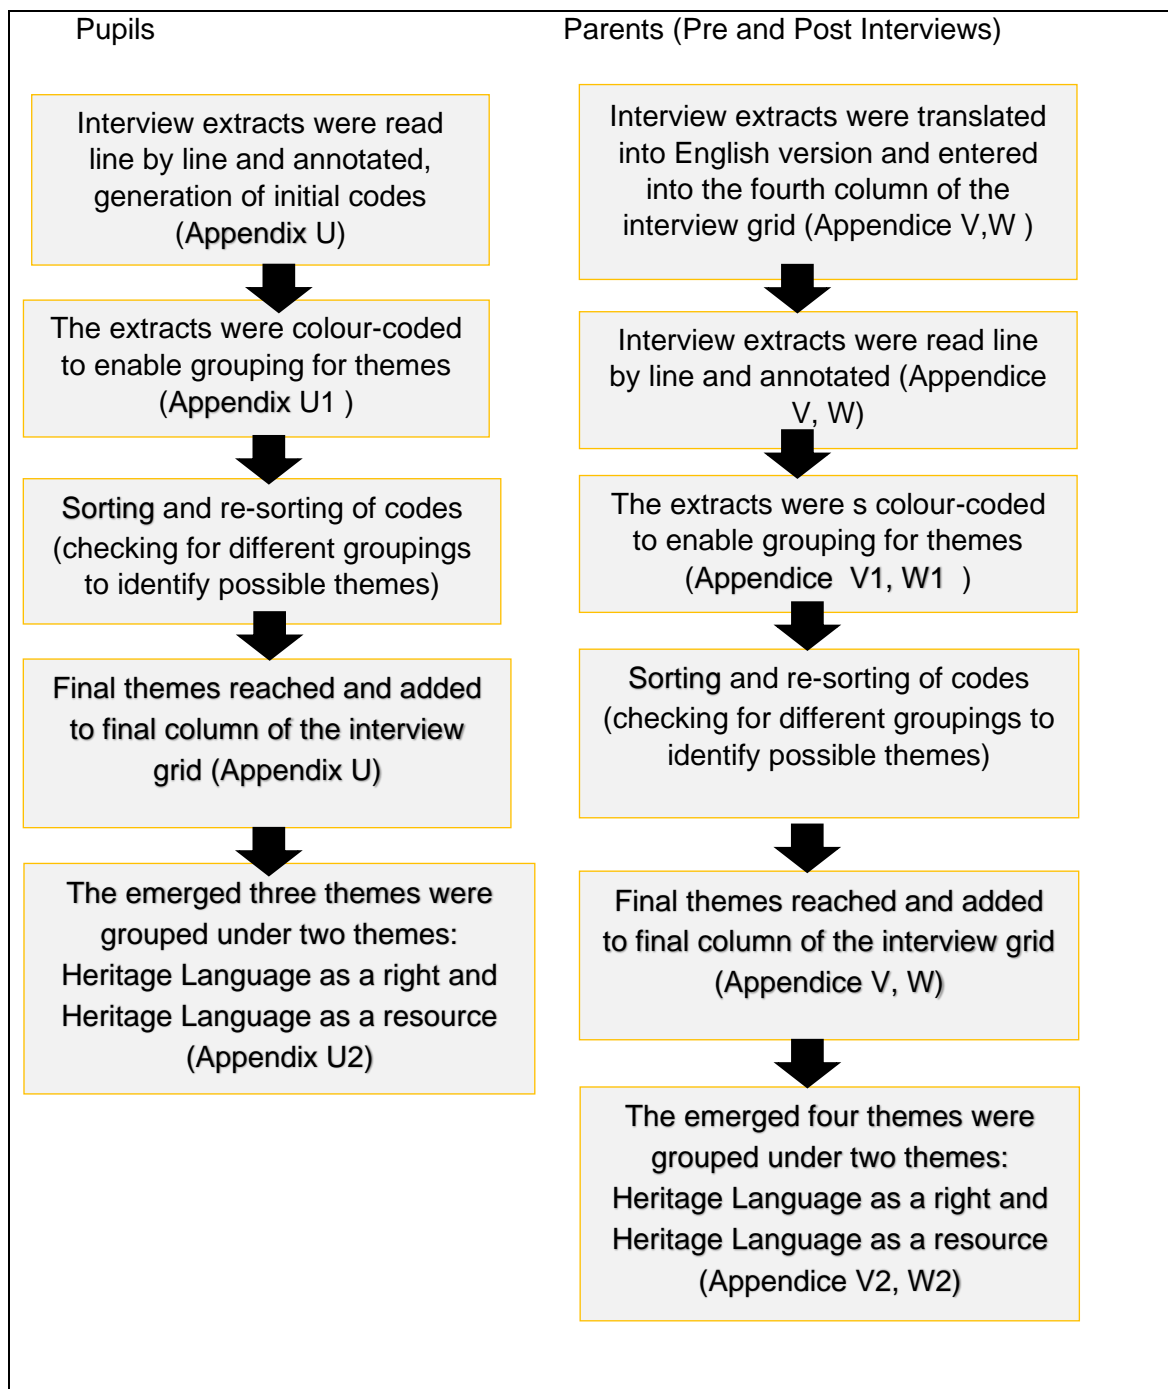 Pupils
Interview extracts were read
line by line and annotated,
generation of initial codes
(Appendix U)
The extracts were colour-coded
to enable grouping for themes
(Appendix U1 )
Sorting and re-sorting of codes
(checking for different groupings
to identify possible themes)
Final themes reached and added
to final column of the interview
grid (Appendix U)
The emerged three themes were
grouped under two themes:
Heritage Language as a right and
Heritage Language as a resource
(Appendix U2)
Parents (Pre and Post Interviews)
Interview extracts were translated
into English version and entered
into the fourth column of the
interview grid (Appendice V,W )
Interview extracts were read line
by line and annotated (Appendice
V, W)
The extracts were s colour-coded
to enable grouping for themes
(Appendice V1, W1 )
Sorting and re-sorting of codes
(checking for different groupings to
identify possible themes)
Final themes reached and added
to final column of the interview grid
(Appendice V, W)
The emerged four themes were
grouped under two themes:
Heritage Language as a right and
Heritage Language as a resource
(Appendice V2, W2)